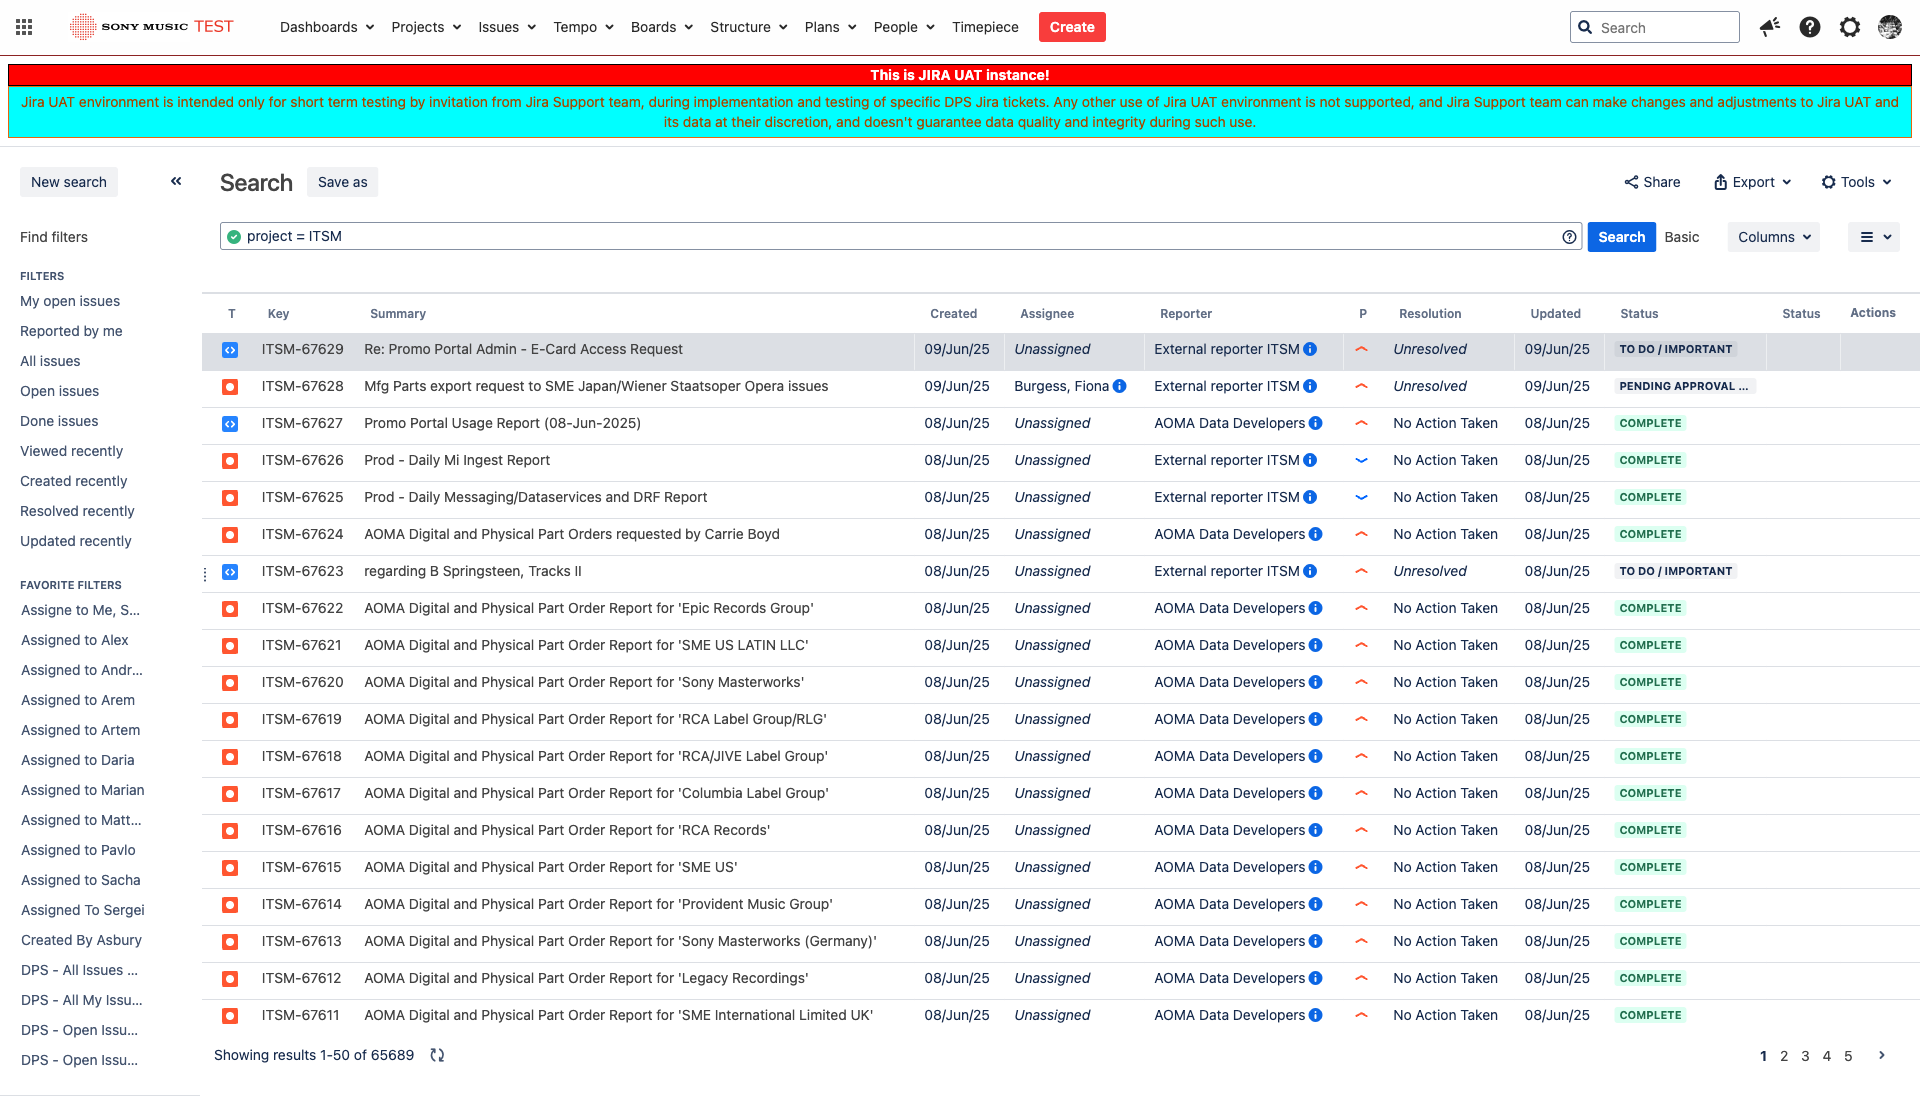 SONY MUSIC TEST Dashboards Projects Issues Tempo Boards Structure Plans People Timepiece Create Search
This is JIRA UAT instance!
Jira UAT environment is intended only for short term testing by invitation from Jira Support team, during implementation and testing of specific DPS Jira tickets. Any other use of Jira UAT environment is not supported, and Jira Support team can make changes and adjustments to Jira UAT and
its data at their discretion, and doesn't guarantee data quality and integrity during such use.
New search
Find filters
FILTERS
My open issues
Reported by me
All issues
Open issues
Done issues
Viewed recently
Created recently
Resolved recently
Updated recently
FAVORITE FILTERS
Assigne to Me, S...
Assigned to Alex
Assigned to Andr...
Assigned to Arem
Assigned to Artem
Assigned to Daria
Assigned to Marian
Assigned to Matt...
Assigned to Pavlo
Assigned to Sacha
Assigned To Sergei
Created By Asbury
DPS - All Issues ...
DPS - All My Issu...
DPS - Open Issu...
DPS - Open Issu...
Search Save as Share Export Tools
project = ITSM Search Basic Columns
T Key Summary Created Assignee Reporter P Resolution Updated Status Status Actions
ITSM-67629 Re: Promo Portal Admin - E-Card Access Request 09/Jun/25 Unassigned External reporter ITSM Unresolved 09/Jun/25 TO DO / IMPORTANT
ITSM-67628 Mfg Parts export request to SME Japan/Wiener Staatsoper Opera issues 09/Jun/25 Burgess, Fiona External reporter ITSM Unresolved 09/Jun/25 PENDING APPROVAL ...
ITSM-67627 Promo Portal Usage Report (08-Jun-2025) 08/Jun/25 Unassigned AOMA Data Developers No Action Taken 08/Jun/25 COMPLETE
ITSM-67626 Prod - Daily Mi Ingest Report 08/Jun/25 Unassigned External reporter ITSM No Action Taken 08/Jun/25 COMPLETE
ITSM-67625 Prod - Daily Messaging/Dataservices and DRF Report 08/Jun/25 Unassigned External reporter ITSM No Action Taken 08/Jun/25 COMPLETE
ITSM-67624 AOMA Digital and Physical Part Orders requested by Carrie Boyd 08/Jun/25 Unassigned AOMA Data Developers No Action Taken 08/Jun/25 COMPLETE
ITSM-67623 regarding B Springsteen, Tracks II 08/Jun/25 Unassigned External reporter ITSM Unresolved 08/Jun/25 TO DO / IMPORTANT
ITSM-67622 AOMA Digital and Physical Part Order Report for 'Epic Records Group' 08/Jun/25 Unassigned AOMA Data Developers No Action Taken 08/Jun/25 COMPLETE
ITSM-67621 AOMA Digital and Physical Part Order Report for 'SME US LATIN LLC' 08/Jun/25 Unassigned AOMA Data Developers No Action Taken 08/Jun/25 COMPLETE
ITSM-67620 AOMA Digital and Physical Part Order Report for 'Sony Masterworks' 08/Jun/25 Unassigned AOMA Data Developers No Action Taken 08/Jun/25 COMPLETE
ITSM-67619 AOMA Digital and Physical Part Order Report for 'RCA Label Group/RLG' 08/Jun/25 Unassigned AOMA Data Developers No Action Taken 08/Jun/25 COMPLETE
ITSM-67618 AOMA Digital and Physical Part Order Report for 'RCA/JIVE Label Group' 08/Jun/25 Unassigned AOMA Data Developers No Action Taken 08/Jun/25 COMPLETE
ITSM-67617 AOMA Digital and Physical Part Order Report for 'Columbia Label Group' 08/Jun/25 Unassigned AOMA Data Developers No Action Taken 08/Jun/25 COMPLETE
ITSM-67616 AOMA Digital and Physical Part Order Report for 'RCA Records' 08/Jun/25 Unassigned AOMA Data Developers No Action Taken 08/Jun/25 COMPLETE
ITSM-67615 AOMA Digital and Physical Part Order Report for 'SME US' 08/Jun/25 Unassigned AOMA Data Developers No Action Taken 08/Jun/25 COMPLETE
ITSM-67614 AOMA Digital and Physical Part Order Report for 'Provident Music Group' 08/Jun/25 Unassigned AOMA Data Developers No Action Taken 08/Jun/25 COMPLETE
ITSM-67613 AOMA Digital and Physical Part Order Report for 'Sony Masterworks (Germany)' 08/Jun/25 Unassigned AOMA Data Developers No Action Taken 08/Jun/25 COMPLETE
ITSM-67612 AOMA Digital and Physical Part Order Report for 'Legacy Recordings' 08/Jun/25 Unassigned AOMA Data Developers No Action Taken 08/Jun/25 COMPLETE
ITSM-67611 AOMA Digital and Physical Part Order Report for 'SME International Limited UK' 08/Jun/25 Unassigned AOMA Data Developers No Action Taken 08/Jun/25 COMPLETE
Showing results 1-50 of 65689 1 2 3 4 5